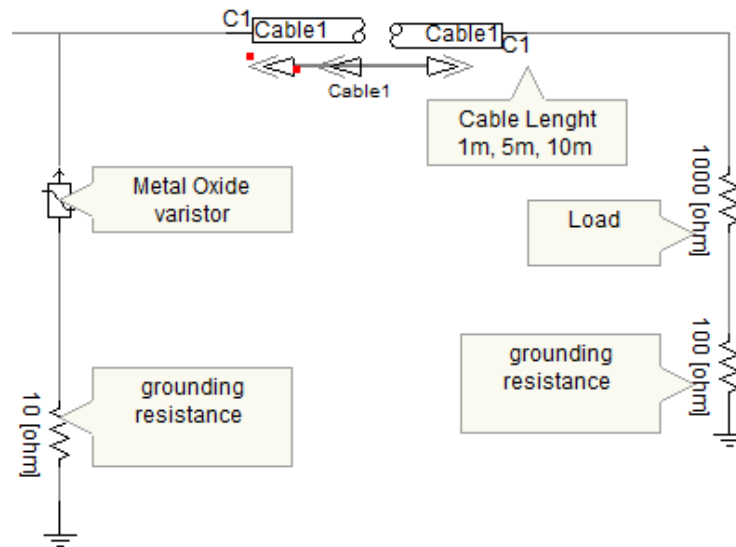 C1
Cable1
Cable1
C1
Cable1
Cable Lenght
1m, 5m, 10m
Metal Oxide
varistor
1000 [ohm]
Load
grounding
resistance
10 [ohm]
grounding
resistance
100 [ohm]